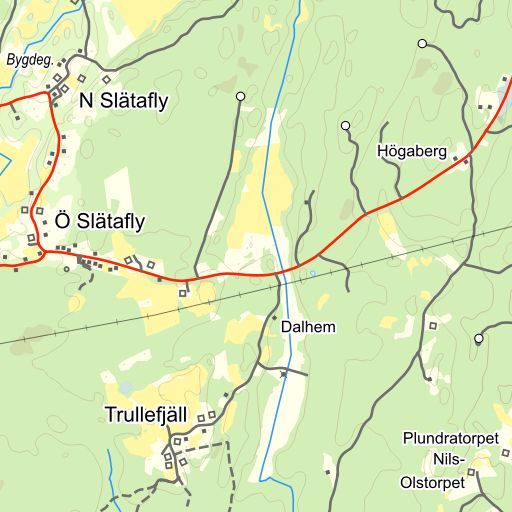 Bygdeg.
N Slätafly
Högaberg
Ö Slätafly
Dalhem
Trullefjäll
Plundratorpet
Nils-
Olstorpet